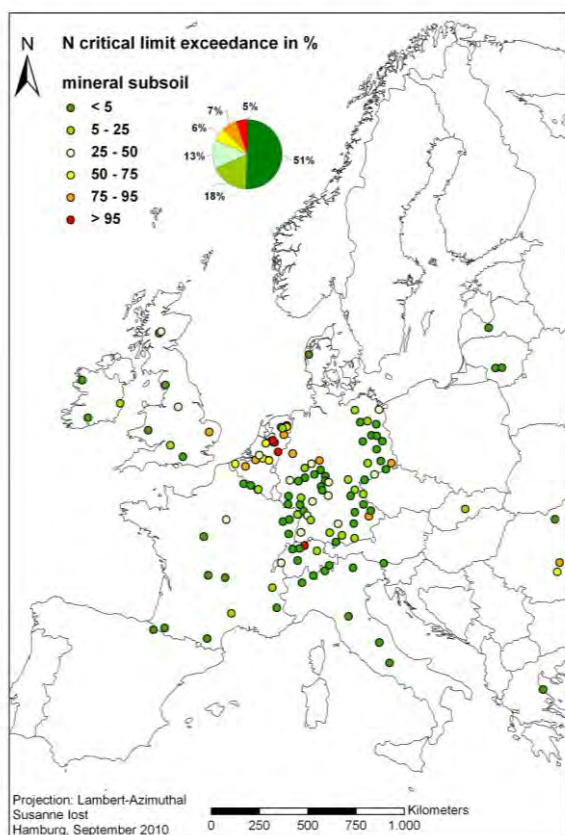 N
N critical limit exceedance in %
mineral subsoil
< 5
5 - 25
25 - 50
50 - 75
75 - 95
> 95
5%
7%
6%
13%
18%
51%
Projection: Lambert-Azimuthal
Susanne Iost
Hamburg, September 2010
Kilometers
0 250 500 750 1.000